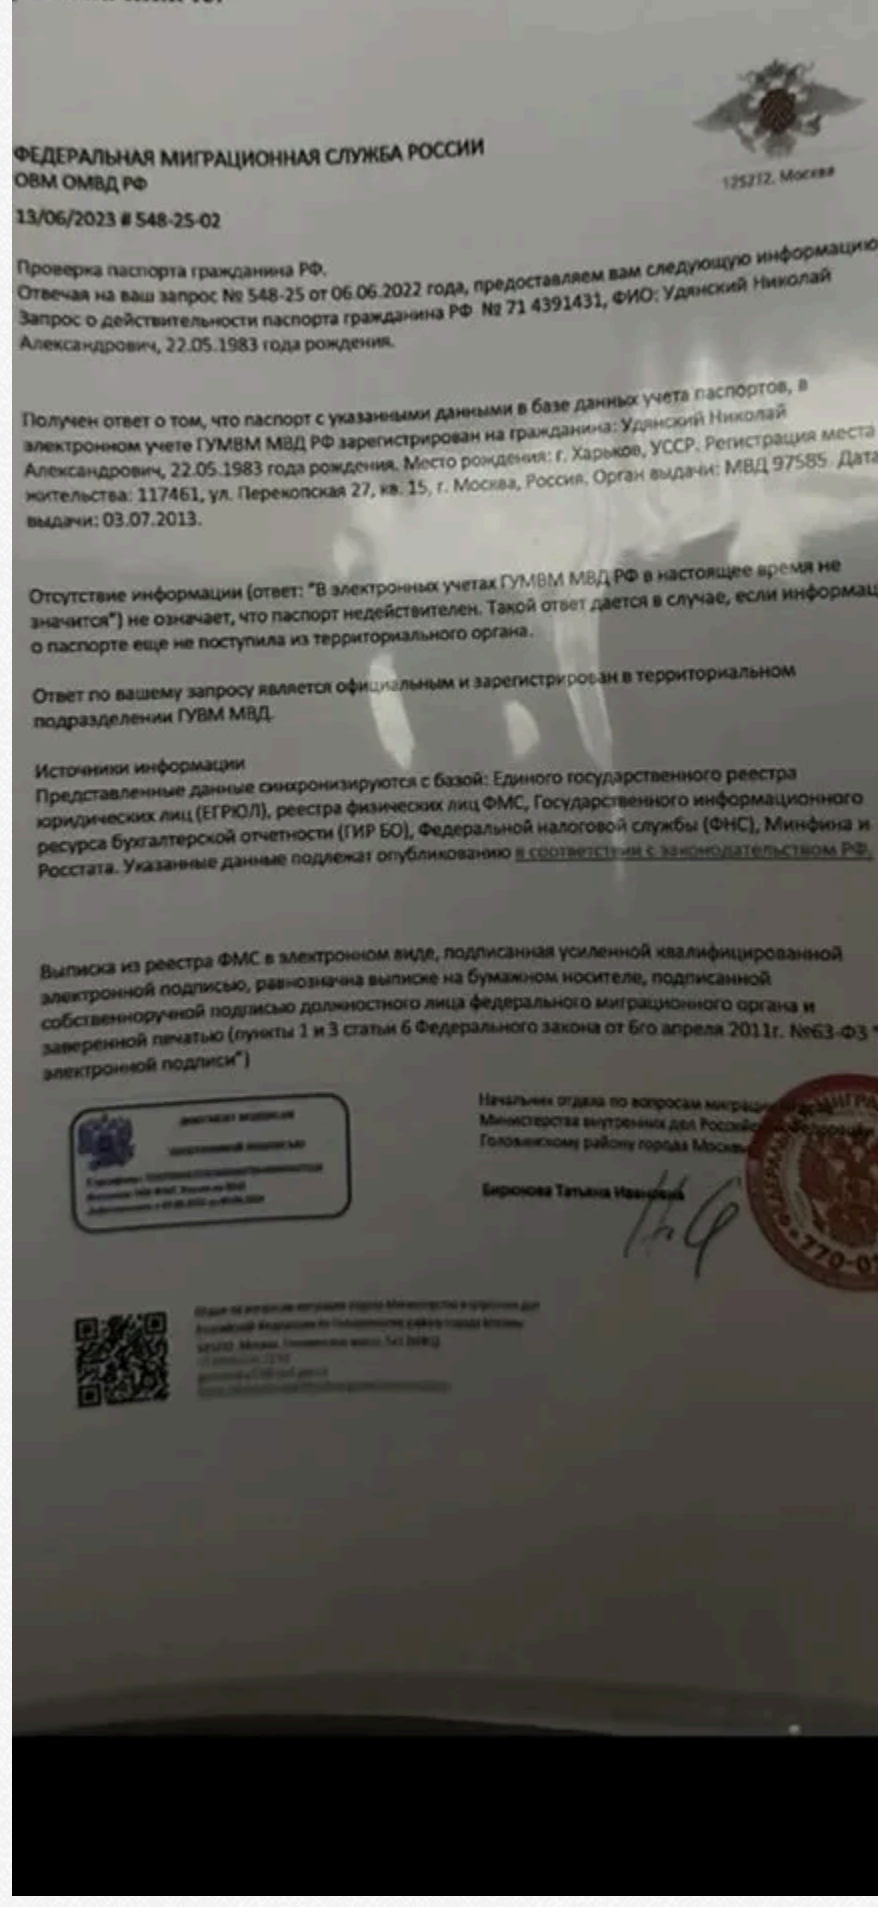 ФЕДЕРАЛЬНАЯ МИГРАЦИОННАЯ СЛУЖБА РОССИИ
ОВМ ОМВД РФ
125212, Москва
13/06/2023 # 548-25-02
Проверка паспорта гражданина РФ.
Отвечая на ваш запрос № 548-25 от 06.06.2022 года, предоставляем вам следующую информацию
Запрос о действительности паспорта гражданина РФ № 71 4391431, ФИО: Удянский Николай
Александрович, 22.05.1983 года рождения.
Получен ответ о том, что паспорт с указанными данными в базе данных учета паспортов, в
электронном учете ГУМВМ МВД РФ зарегистрирован на гражданина: Удянский Николай
Александрович, 22.05.1983 года рождения. Место рождения: г. Харьков, УССР. Регистрация места
жительства: 117461, ул. Перекопская 27, кв. 15, г. Москва, Россия. Орган выдачи: МВД 97585. Дата
выдачи: 03.07.2013.
Отсутствие информации (ответ: "В электронных учетах ГУМВМ МВД РФ в настоящее время не
значится") не означает, что паспорт недействителен. Такой ответ дается в случае, если информац
о паспорте еще не поступила из территориального органа.
Ответ по вашему запросу является официальным и зарегистрирован в территориальном
подразделении ГУВМ МВД.
Источники информации
Представленные данные синхронизируются с базой: Единого государственного реестра
юридических лиц (ЕГРЮЛ), реестра физических лиц ФМС, Государственного информационного
ресурса бухгалтерской отчетности (ГИР БО), Федеральной налоговой службы (ФНС), Минфина и
Росстата. Указанные данные подлежат опубликованию в соответствии с законодательством РФ.
Выписка из реестра ФМС в электронном виде, подписанная усиленной квалифицированной
электронной подписью, равнозначна выписке на бумажном носителе, подписанной
собственноручной подписью должностного лица федерального миграционного органа и
заверенной печатью (пункты 1 и 3 статьи 6 Федерального закона от 6го апреля 2011г. №63-ФЗ "
электронной подписи")
Начальник отдела по вопросам миграции
Министерства внутренних дел Российской Федерации
Головинскому району города Москвы
Бирюкова Татьяна Ивановна
ДОКУМЕНТ ПОДПИСАН
ЭЛЕКТРОННОЙ ПОДПИСЬЮ